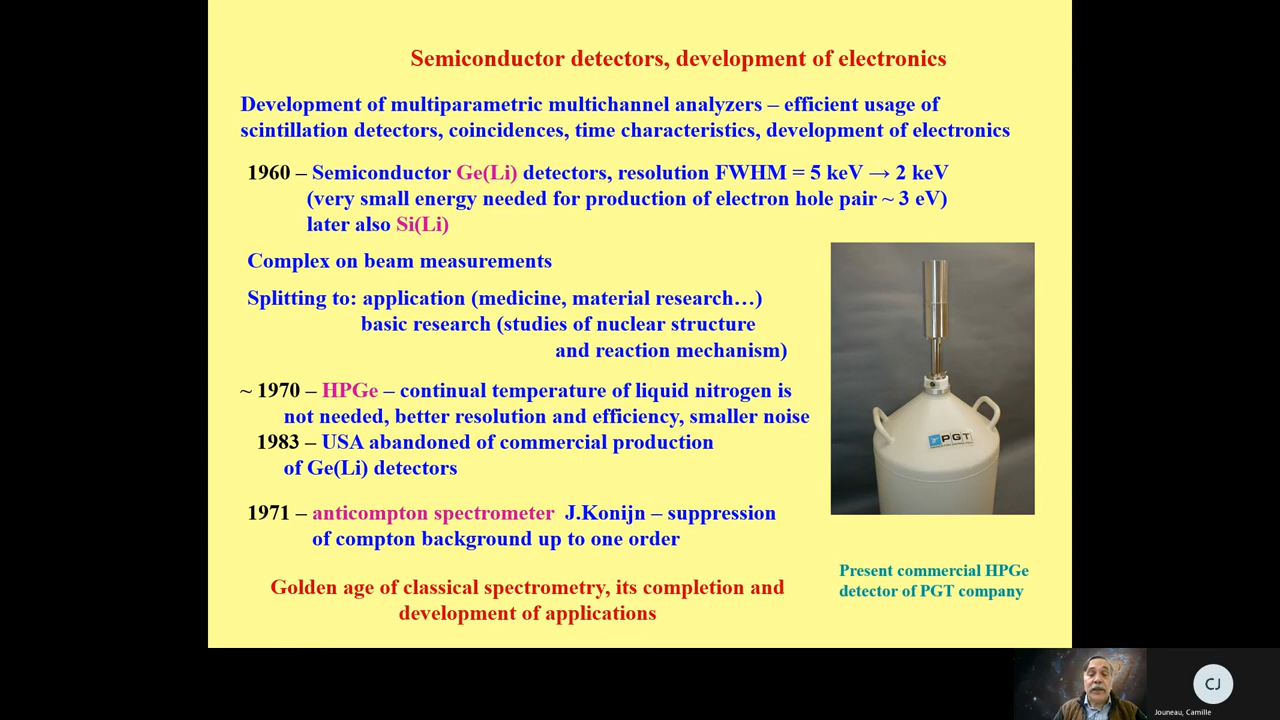 Semiconductor detectors, development of electronics
Development of multiparametric multichannel analyzers – efficient usage of
scintillation detectors, coincidences, time characteristics, development of electronics
1960 – Semiconductor Ge(Li) detectors, resolution FWHM = 5 keV → 2 keV
(very small energy needed for production of electron hole pair ~ 3 eV)
later also Si(Li)
Complex on beam measurements
Splitting to: application (medicine, material research…)
basic research (studies of nuclear structure
and reaction mechanism)
~ 1970 – HPGe – continual temperature of liquid nitrogen is
not needed, better resolution and efficiency, smaller noise
1983 – USA abandoned of commercial production
of Ge(Li) detectors
1971 – anticompton spectrometer J.Konijn – suppression
of compton background up to one order
Golden age of classical spectrometry, its completion and
development of applications
PGT
Present commercial HPGe
detector of PGT company
CJ
Jouneau, Camille